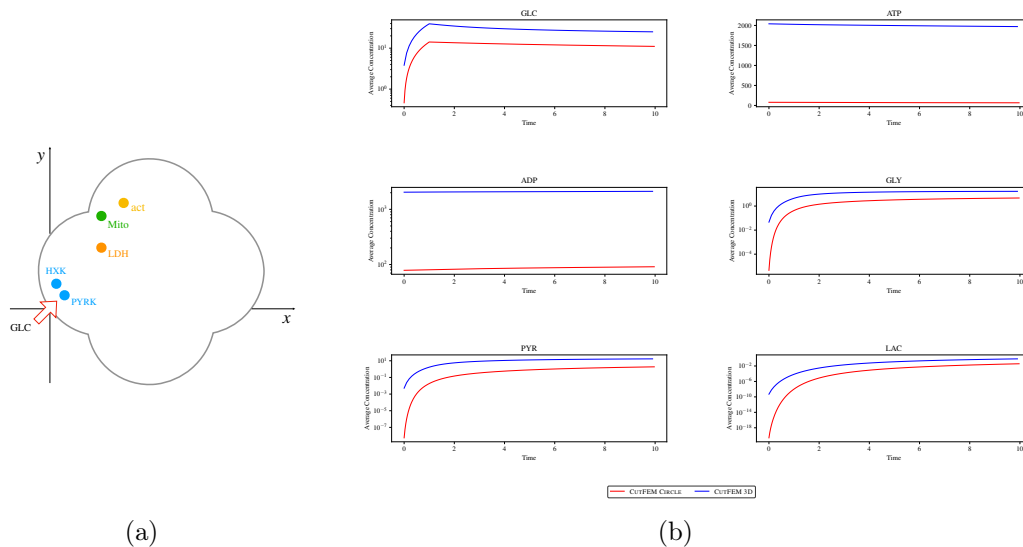 y
act
Mito
LDH
HXK
PYRK
GLC
x
(a)
GLC
Average Concentration
10¹
10⁰
0 2 4 6 8 10
Time
ATP
Average Concentration
2000
1500
1000
500
0
0 2 4 6 8 10
Time
ADP
Average Concentration
10³
10²
0 2 4 6 8 10
Time
GLY
Average Concentration
10⁰
10⁻²
10⁻⁴
0 2 4 6 8 10
Time
PYR
Average Concentration
10¹
10⁻¹
10⁻³
10⁻⁵
10⁻⁷
0 2 4 6 8 10
Time
LAC
Average Concentration
10⁻²
10⁻⁶
10⁻¹⁰
10⁻¹⁴
10⁻¹⁸
0 2 4 6 8 10
Time
CUTFEM CIRCLE CUTFEM 3D
(b)